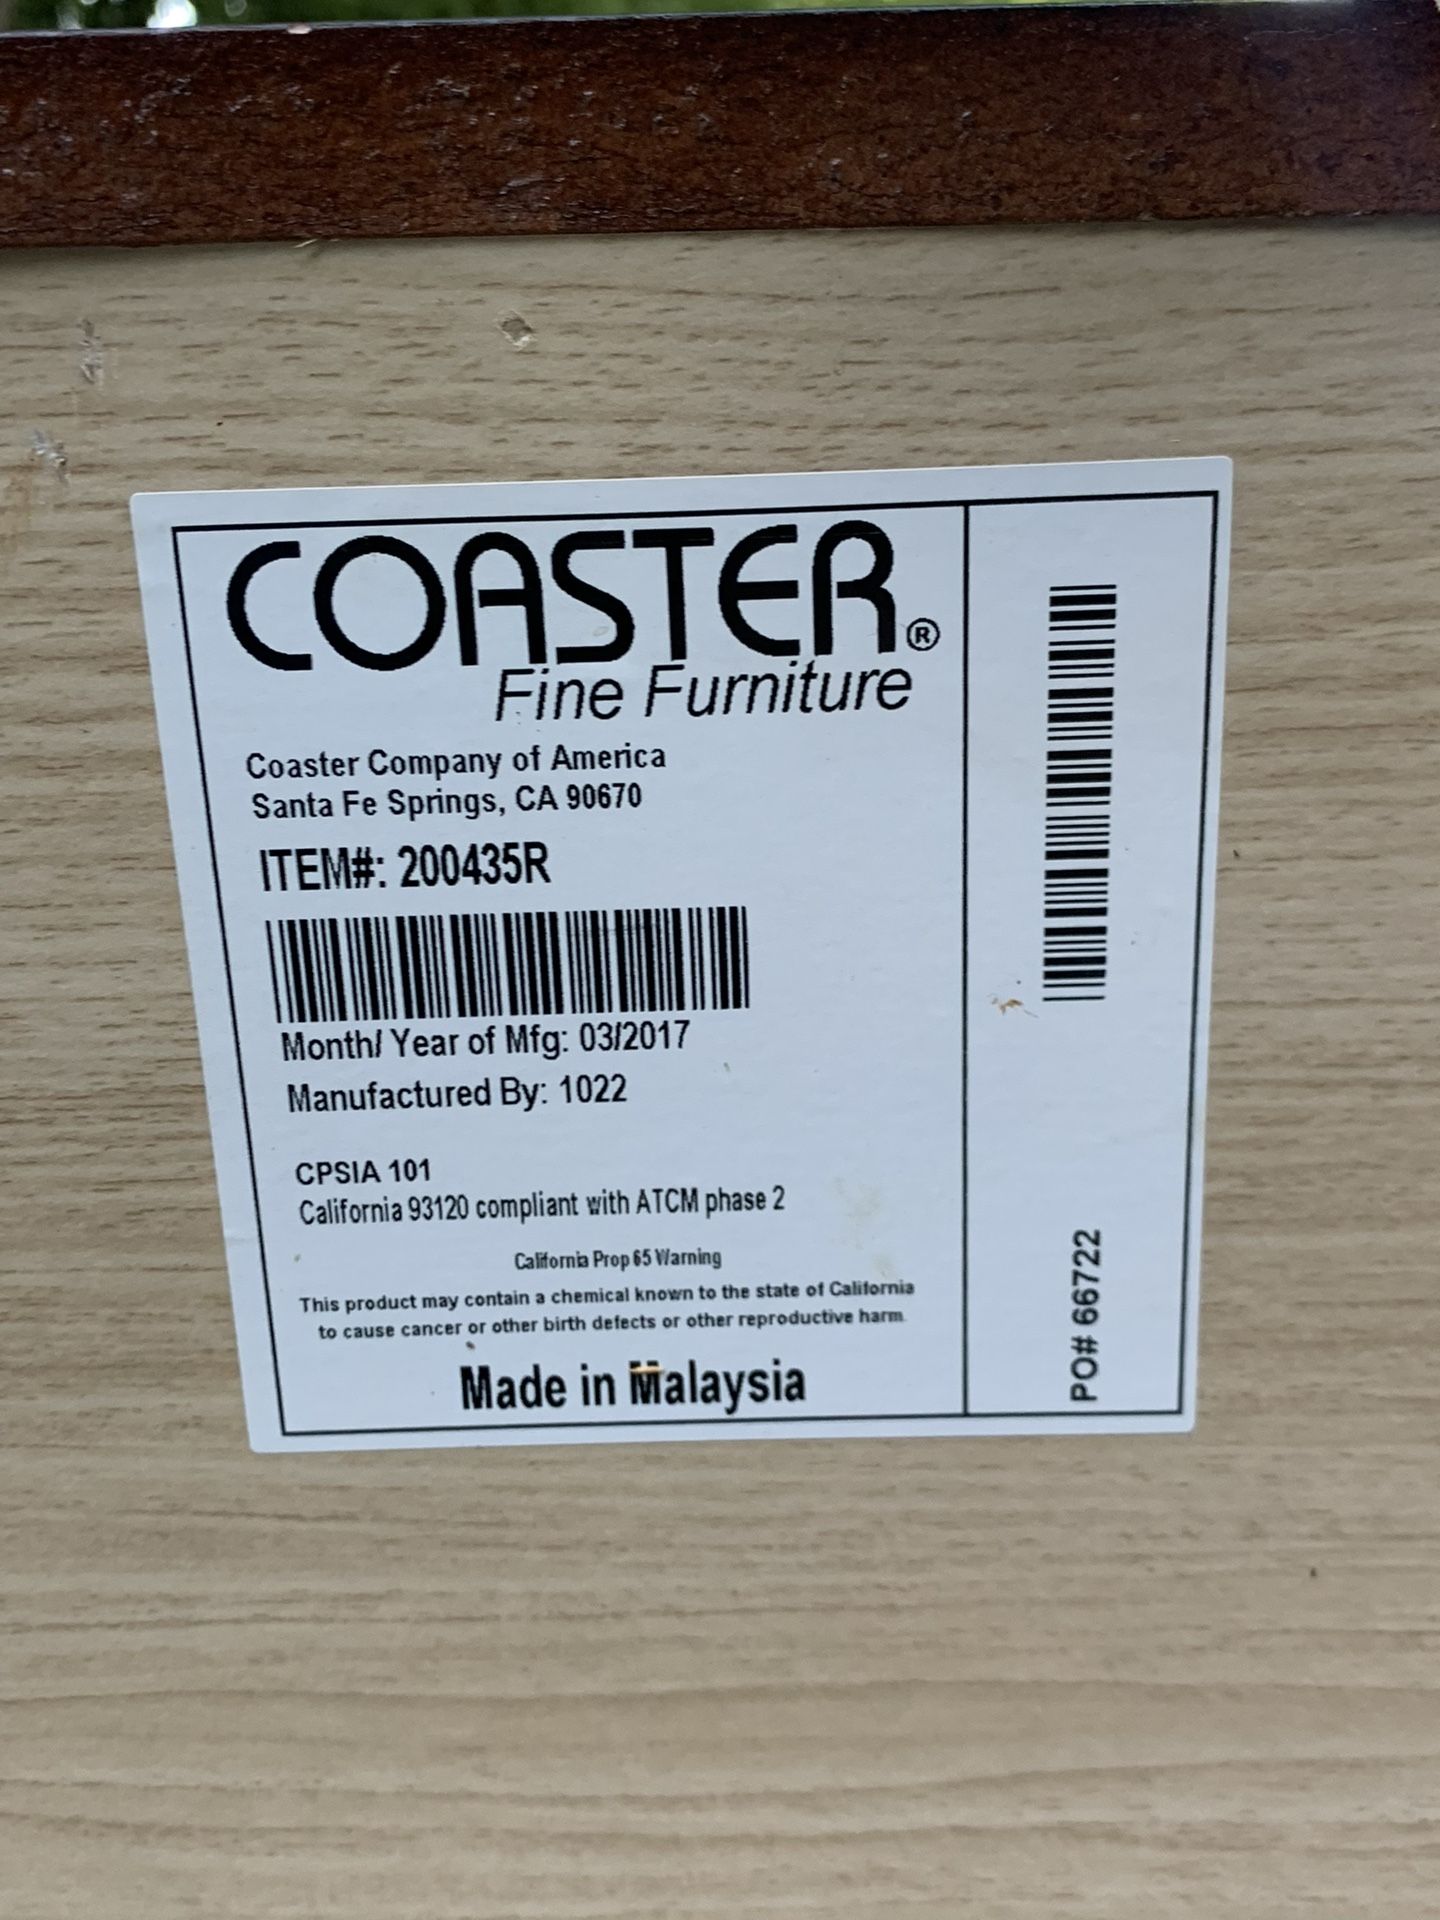 COASTER®
Fine Furniture
Coaster Company of America
Santa Fe Springs, CA 90670
ITEM#: 200435R
Month/ Year of Mfg: 03/2017
Manufactured By: 1022
CPSIA 101
California 93120 compliant with ATCM phase 2
California Prop 65 Warning
This product may contain a chemical known to the state of California
to cause cancer or other birth defects or other reproductive harm.
Made in Malaysia
PO# 66722